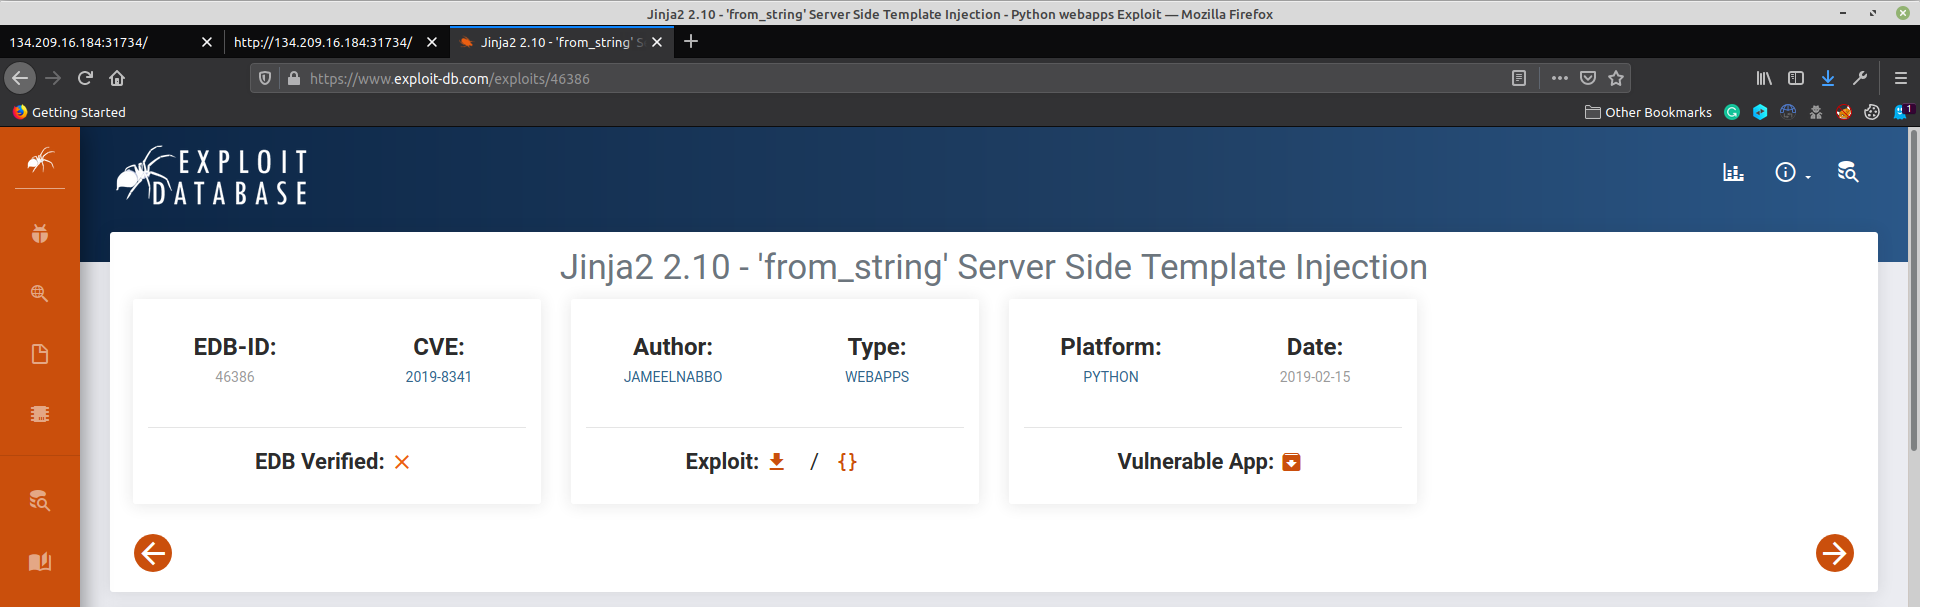 Jinja2 2.10 - 'from_string' Server Side Template Injection - Python webapps Exploit — Mozilla Firefox
134.209.16.184:31734/
http://134.209.16.184:31734/
Jinja2 2.10 - 'from_string' S
https://www.exploit-db.com/exploits/46386
Getting Started
Other Bookmarks
1
EXPLOIT
DATABASE
Jinja2 2.10 - 'from_string' Server Side Template Injection
EDB-ID:
46386
CVE:
2019-8341
EDB Verified:
Author:
JAMEELNABBO
Type:
WEBAPPS
Exploit: / {}
Platform:
PYTHON
Date:
2019-02-15
Vulnerable App: